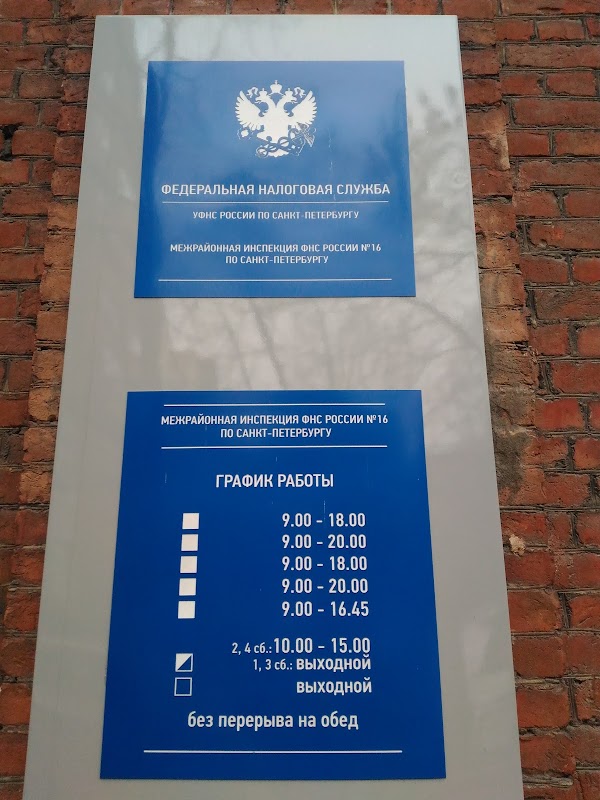 ФЕДЕРАЛЬНАЯ НАЛОГОВАЯ СЛУЖБА
УФНС РОССИИ ПО САНКТ-ПЕТЕРБУРГУ
МЕЖРАЙОННАЯ ИНСПЕКЦИЯ ФНС РОССИИ №16
ПО САНКТ-ПЕТЕРБУРГУ
МЕЖРАЙОННАЯ ИНСПЕКЦИЯ ФНС РОССИИ №16
ПО САНКТ-ПЕТЕРБУРГУ
ГРАФИК РАБОТЫ
9.00 - 18.00
9.00 - 20.00
9.00 - 18.00
9.00 - 20.00
9.00 - 16.45
2, 4 сб.: 10.00 - 15.00
1, 3 сб.: ВЫХОДНОЙ
ВЫХОДНОЙ
без перерыва на обед